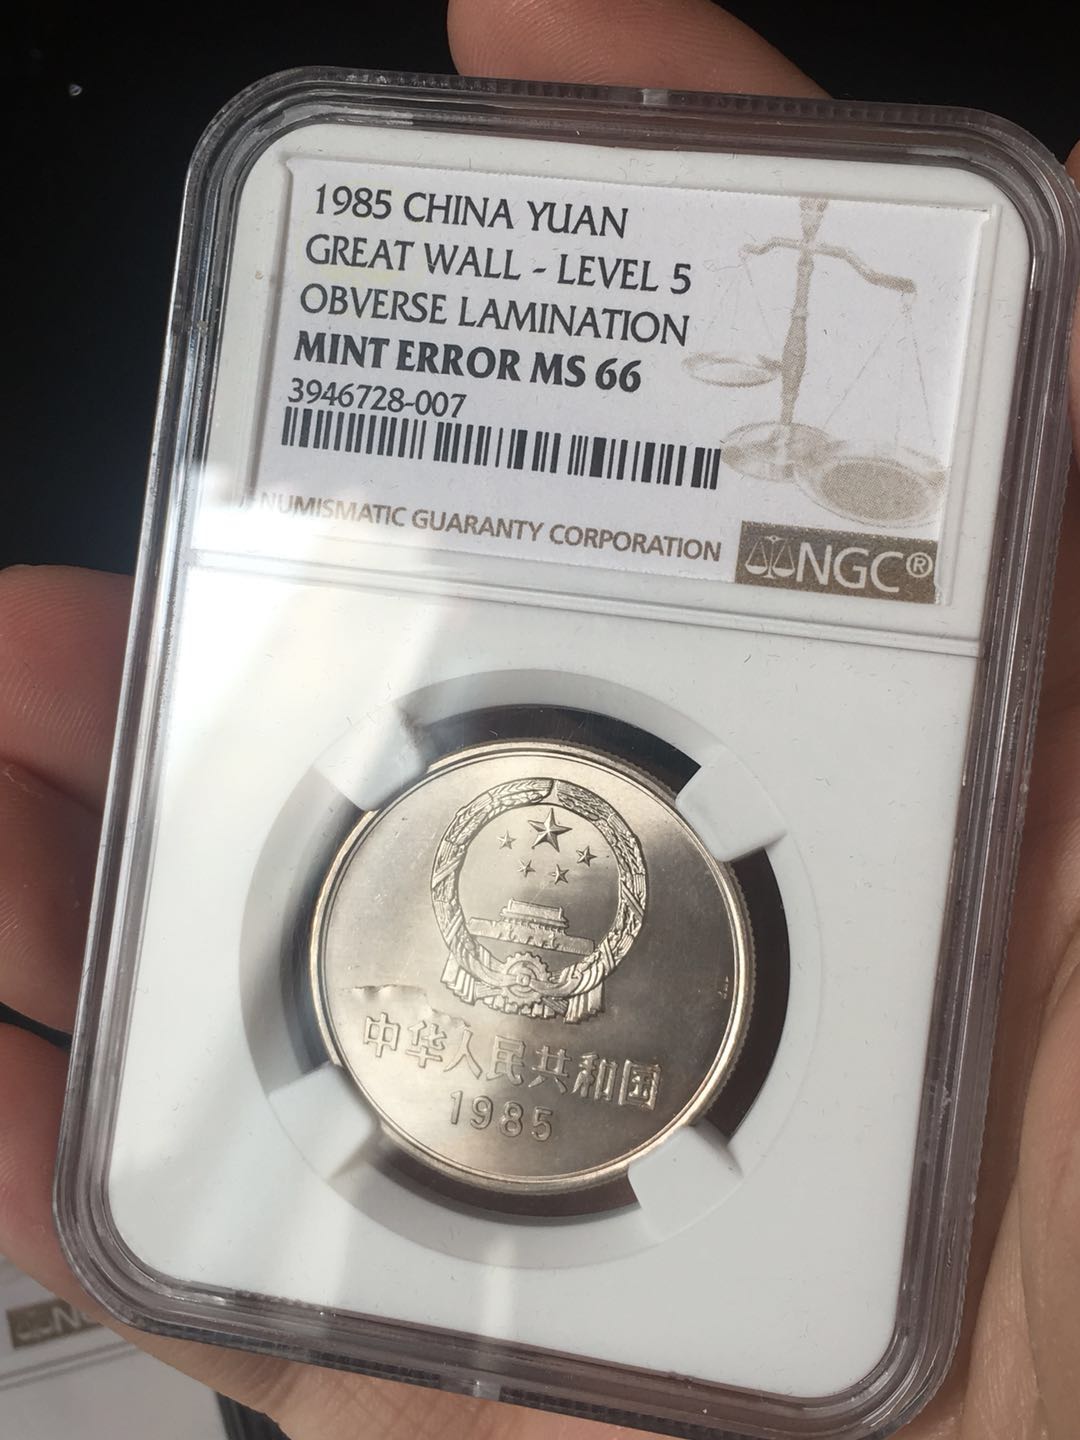 1985 CHINA YUAN
GREAT WALL - LEVEL 5
OBVERSE LAMINATION
MINT ERROR MS 66
3946728-007
NUMISMATIC GUARANTY CORPORATION
NGC®
中华人民共和国
1985